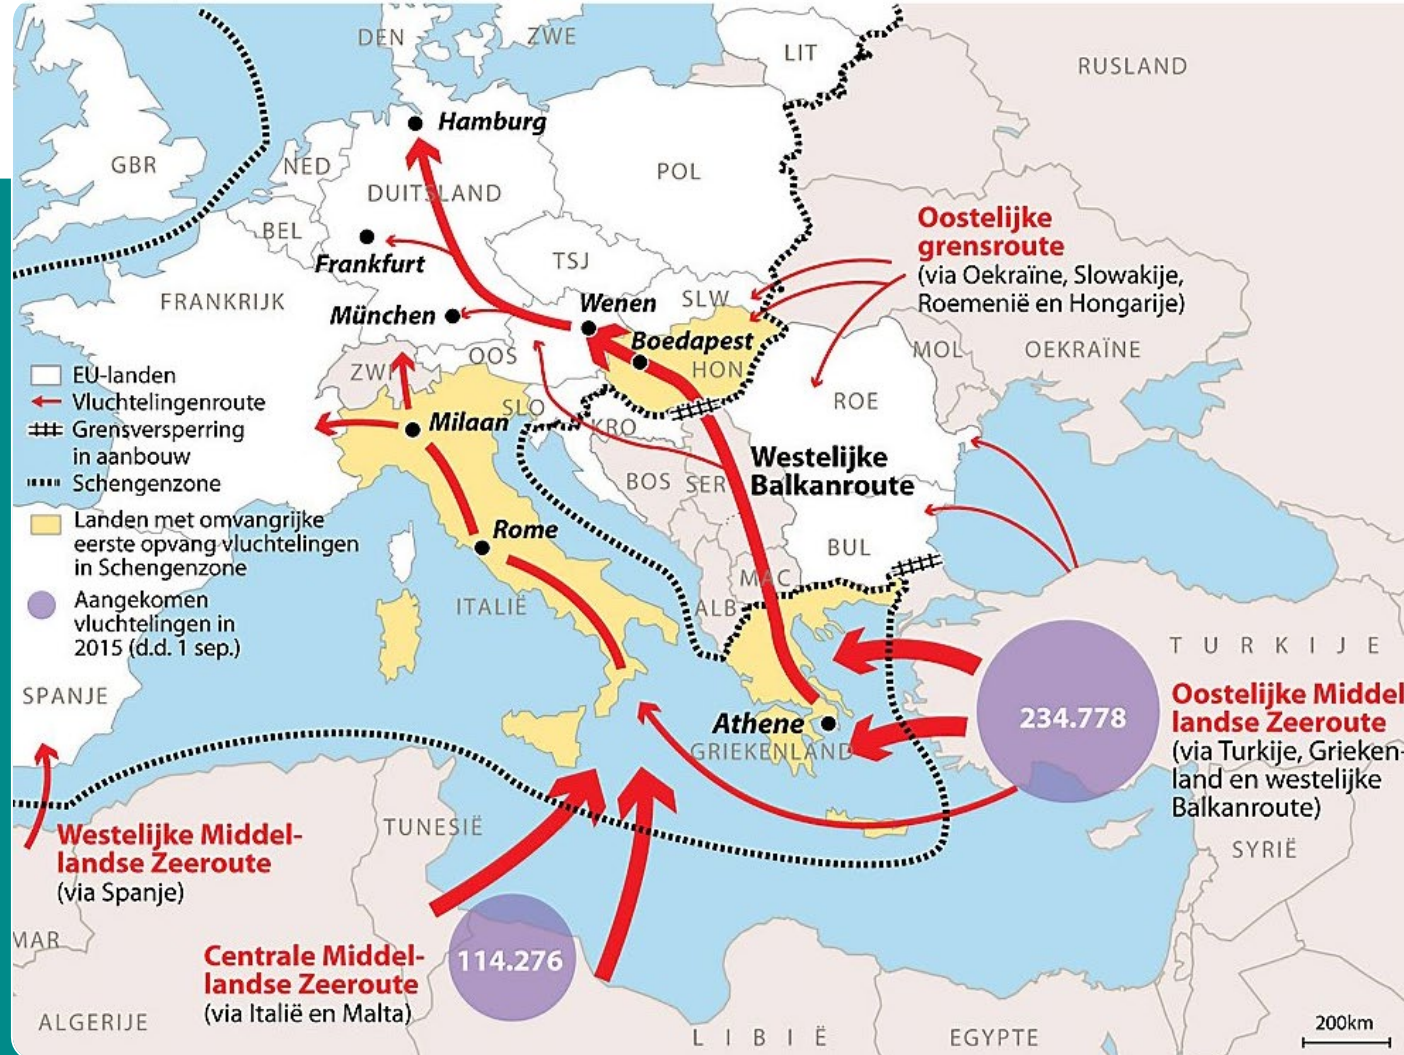 DEN
ZWE
LIT
RUSLAND
Hamburg
GBR
NED
POL
DUITSLAND
BEL
Frankfurt
TSJ
Oostelijke
grensroute
(via Oekraïne, Slowakije,
Roemenië en Hongarije)
FRANKRIJK
München
Wenen
SLW
Boedapest
HON
OOS
ZWI
MOL
OEKRAÏNE
ROE
EU-landen
Vluchtelingenroute
Grensversperring
in aanbouw
Schengenzone
Landen met omvangrijke
eerste opvang vluchtelingen
in Schengenzone
Aangekomen
vluchtelingen in
2015 (d.d. 1 sep.)
Milaan
SLO
KRO
BOS
SER
Westelijke
Balkanroute
Rome
BUL
MAC
ALB
ITALIË
TURKIJE
SPANJE
Athene
GRIEKENLAND
234.778
Oostelijke Middel
landse Zeeroute
(via Turkije, Grieken-
land en westelijke
Balkanroute)
SYRIË
TUNESIË
Westelijke Middel-
landse Zeeroute
(via Spanje)
MAR
Centrale Middel-
landse Zeeroute
(via Italië en Malta)
114.276
ALGERIJE
LIBIË
EGYPTE
200km